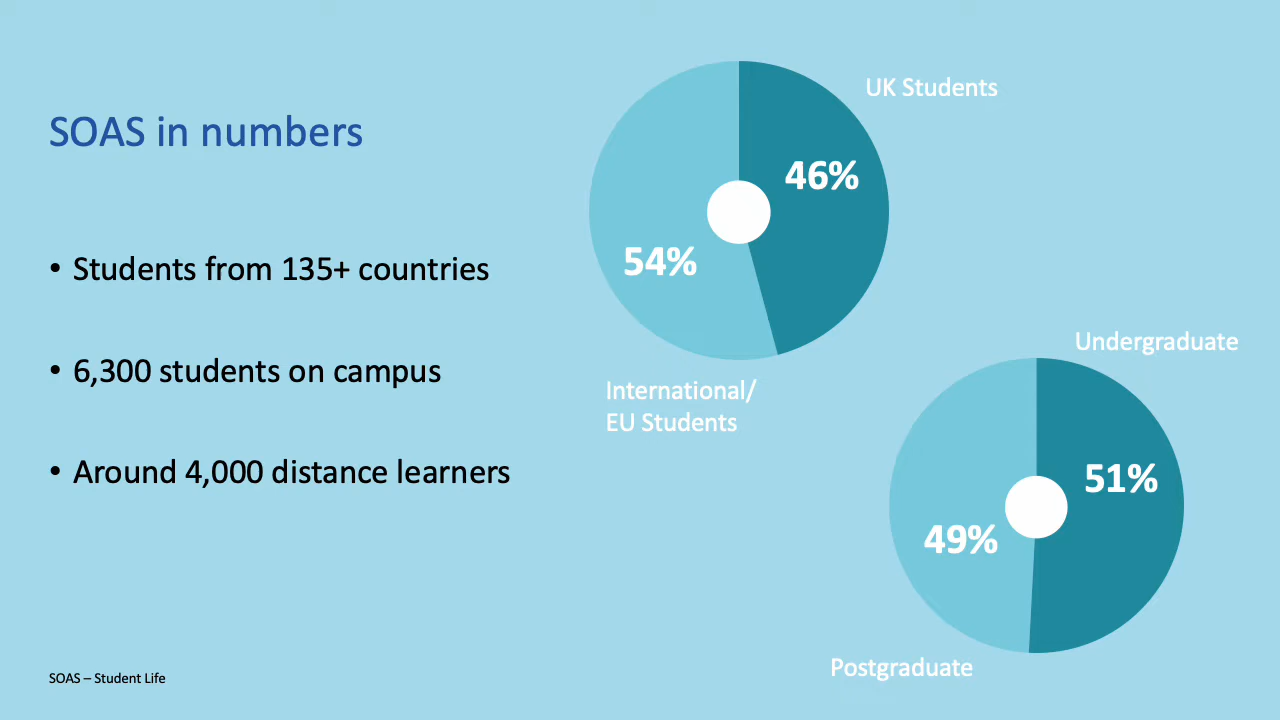 SOAS in numbers
• Students from 135+ countries
• 6,300 students on campus
• Around 4,000 distance learners
UK Students
46%
54%
International/
EU Students
Undergraduate
51%
49%
Postgraduate
SOAS – Student Life